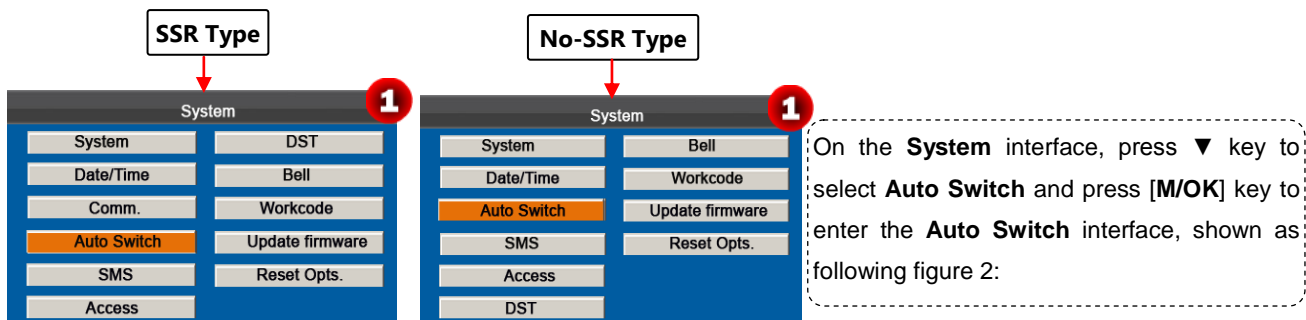 SSR Type
No-SSR Type
1
System
System DST
Date/Time Bell
Comm. Workcode
Auto Switch Update firmware
SMS Reset Opts.
Access
1
System
System Bell
Date/Time Workcode
Auto Switch Update firmware
SMS Reset Opts.
Access
DST
On the System interface, press ▼ key to
select Auto Switch and press [M/OK] key to
enter the Auto Switch interface, shown as
following figure 2: